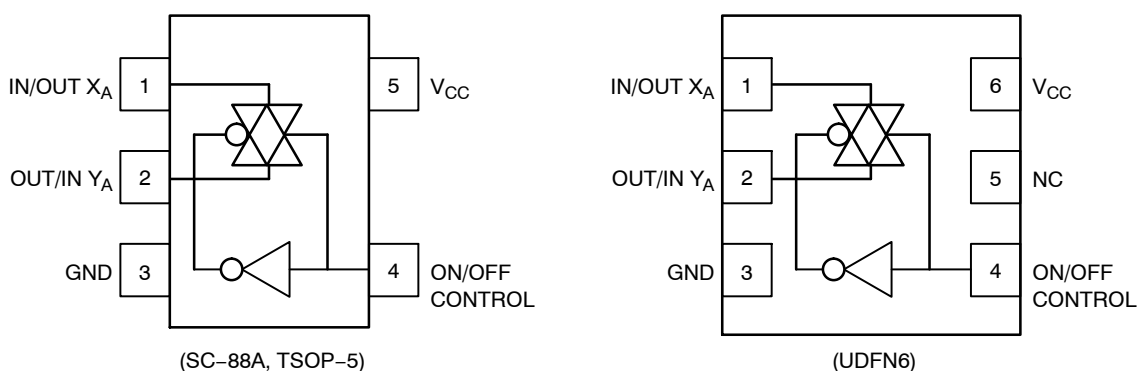 IN/OUT XA 1
5 VCC
OUT/IN YA 2
GND 3
4 ON/OFF
CONTROL
(SC−88A, TSOP−5)
IN/OUT XA 1
6 VCC
OUT/IN YA 2
5 NC
GND 3
4 ON/OFF
CONTROL
(UDFN6)